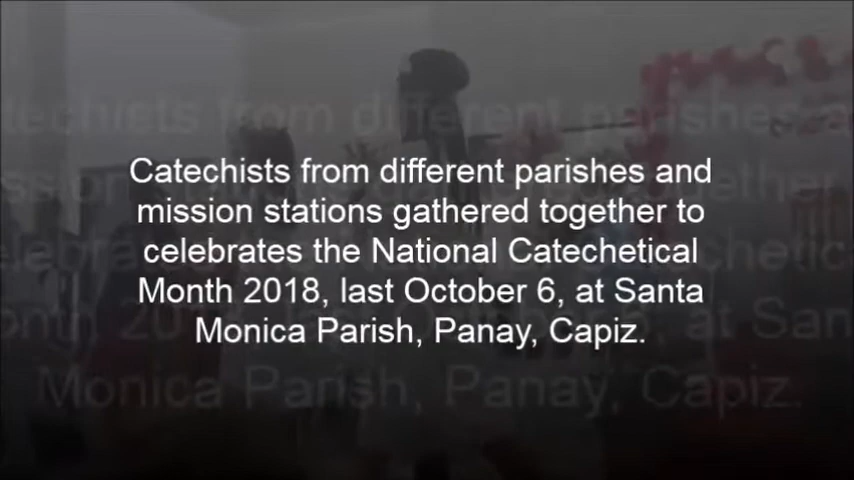 Catechists from different parishes and
mission stations gathered together to
celebrates the National Catechetical
Month 2018, last October 6, at Santa
Monica Parish, Panay, Capiz.